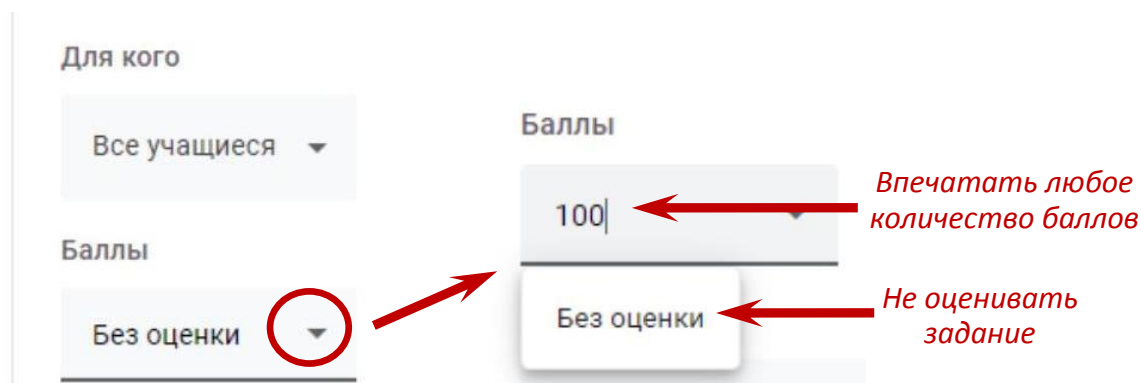 Для кого
Все учащиеся
Баллы
Без оценки
Баллы
100
Без оценки
Впечатать любое
количество баллов
Не оценивать
задание